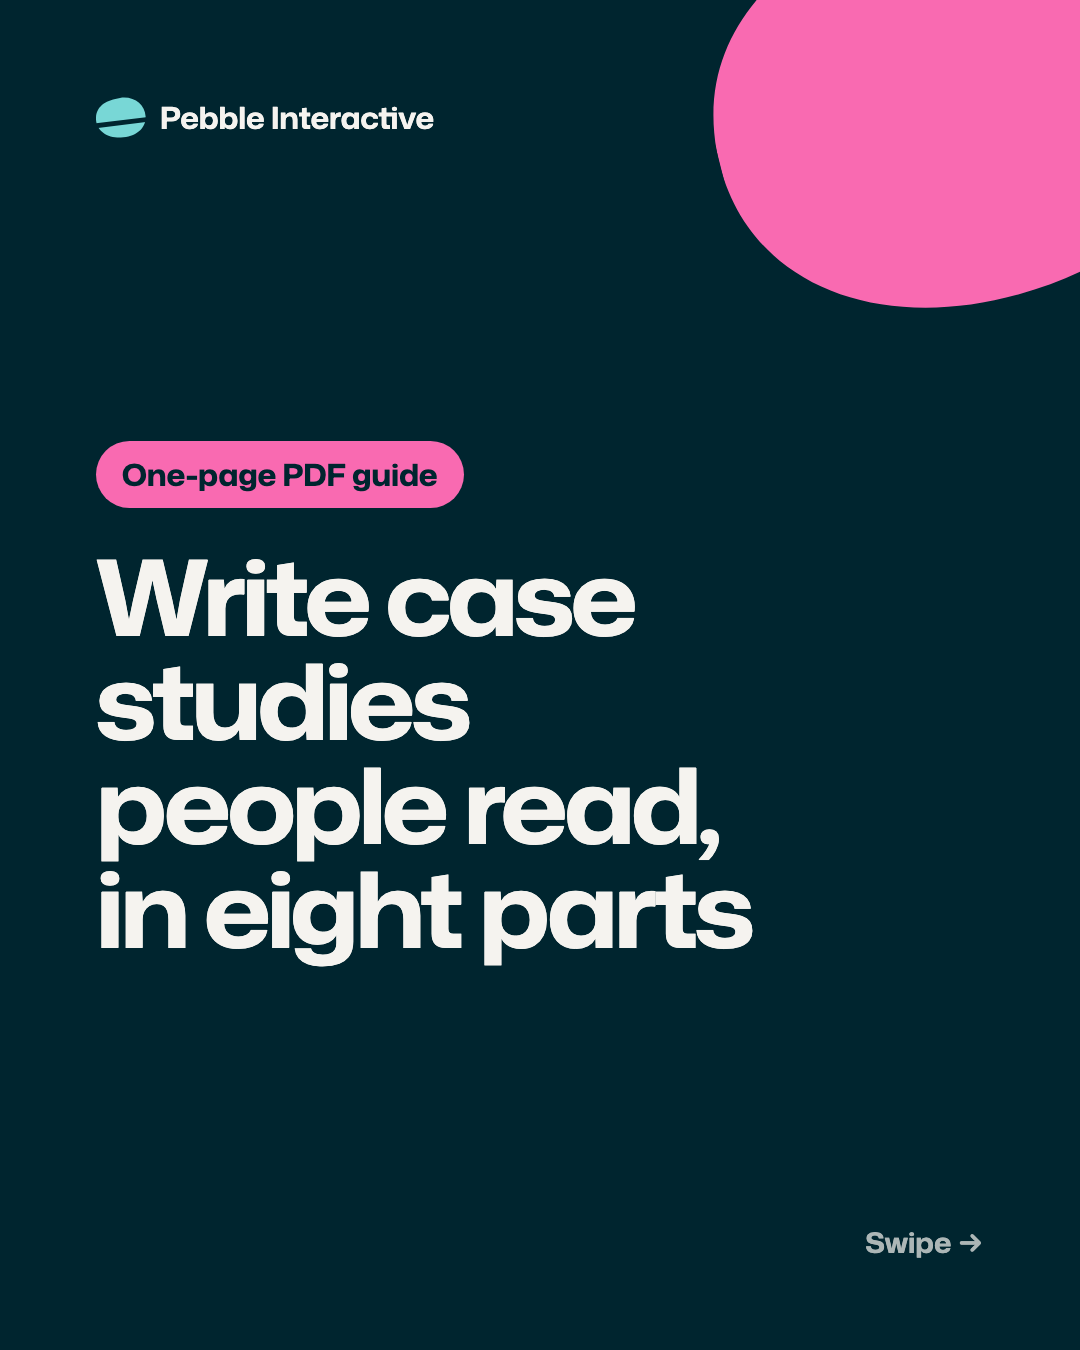 Pebble Interactive
One-page PDF guide
Write case
studies
people read,
in eight parts
Swipe →